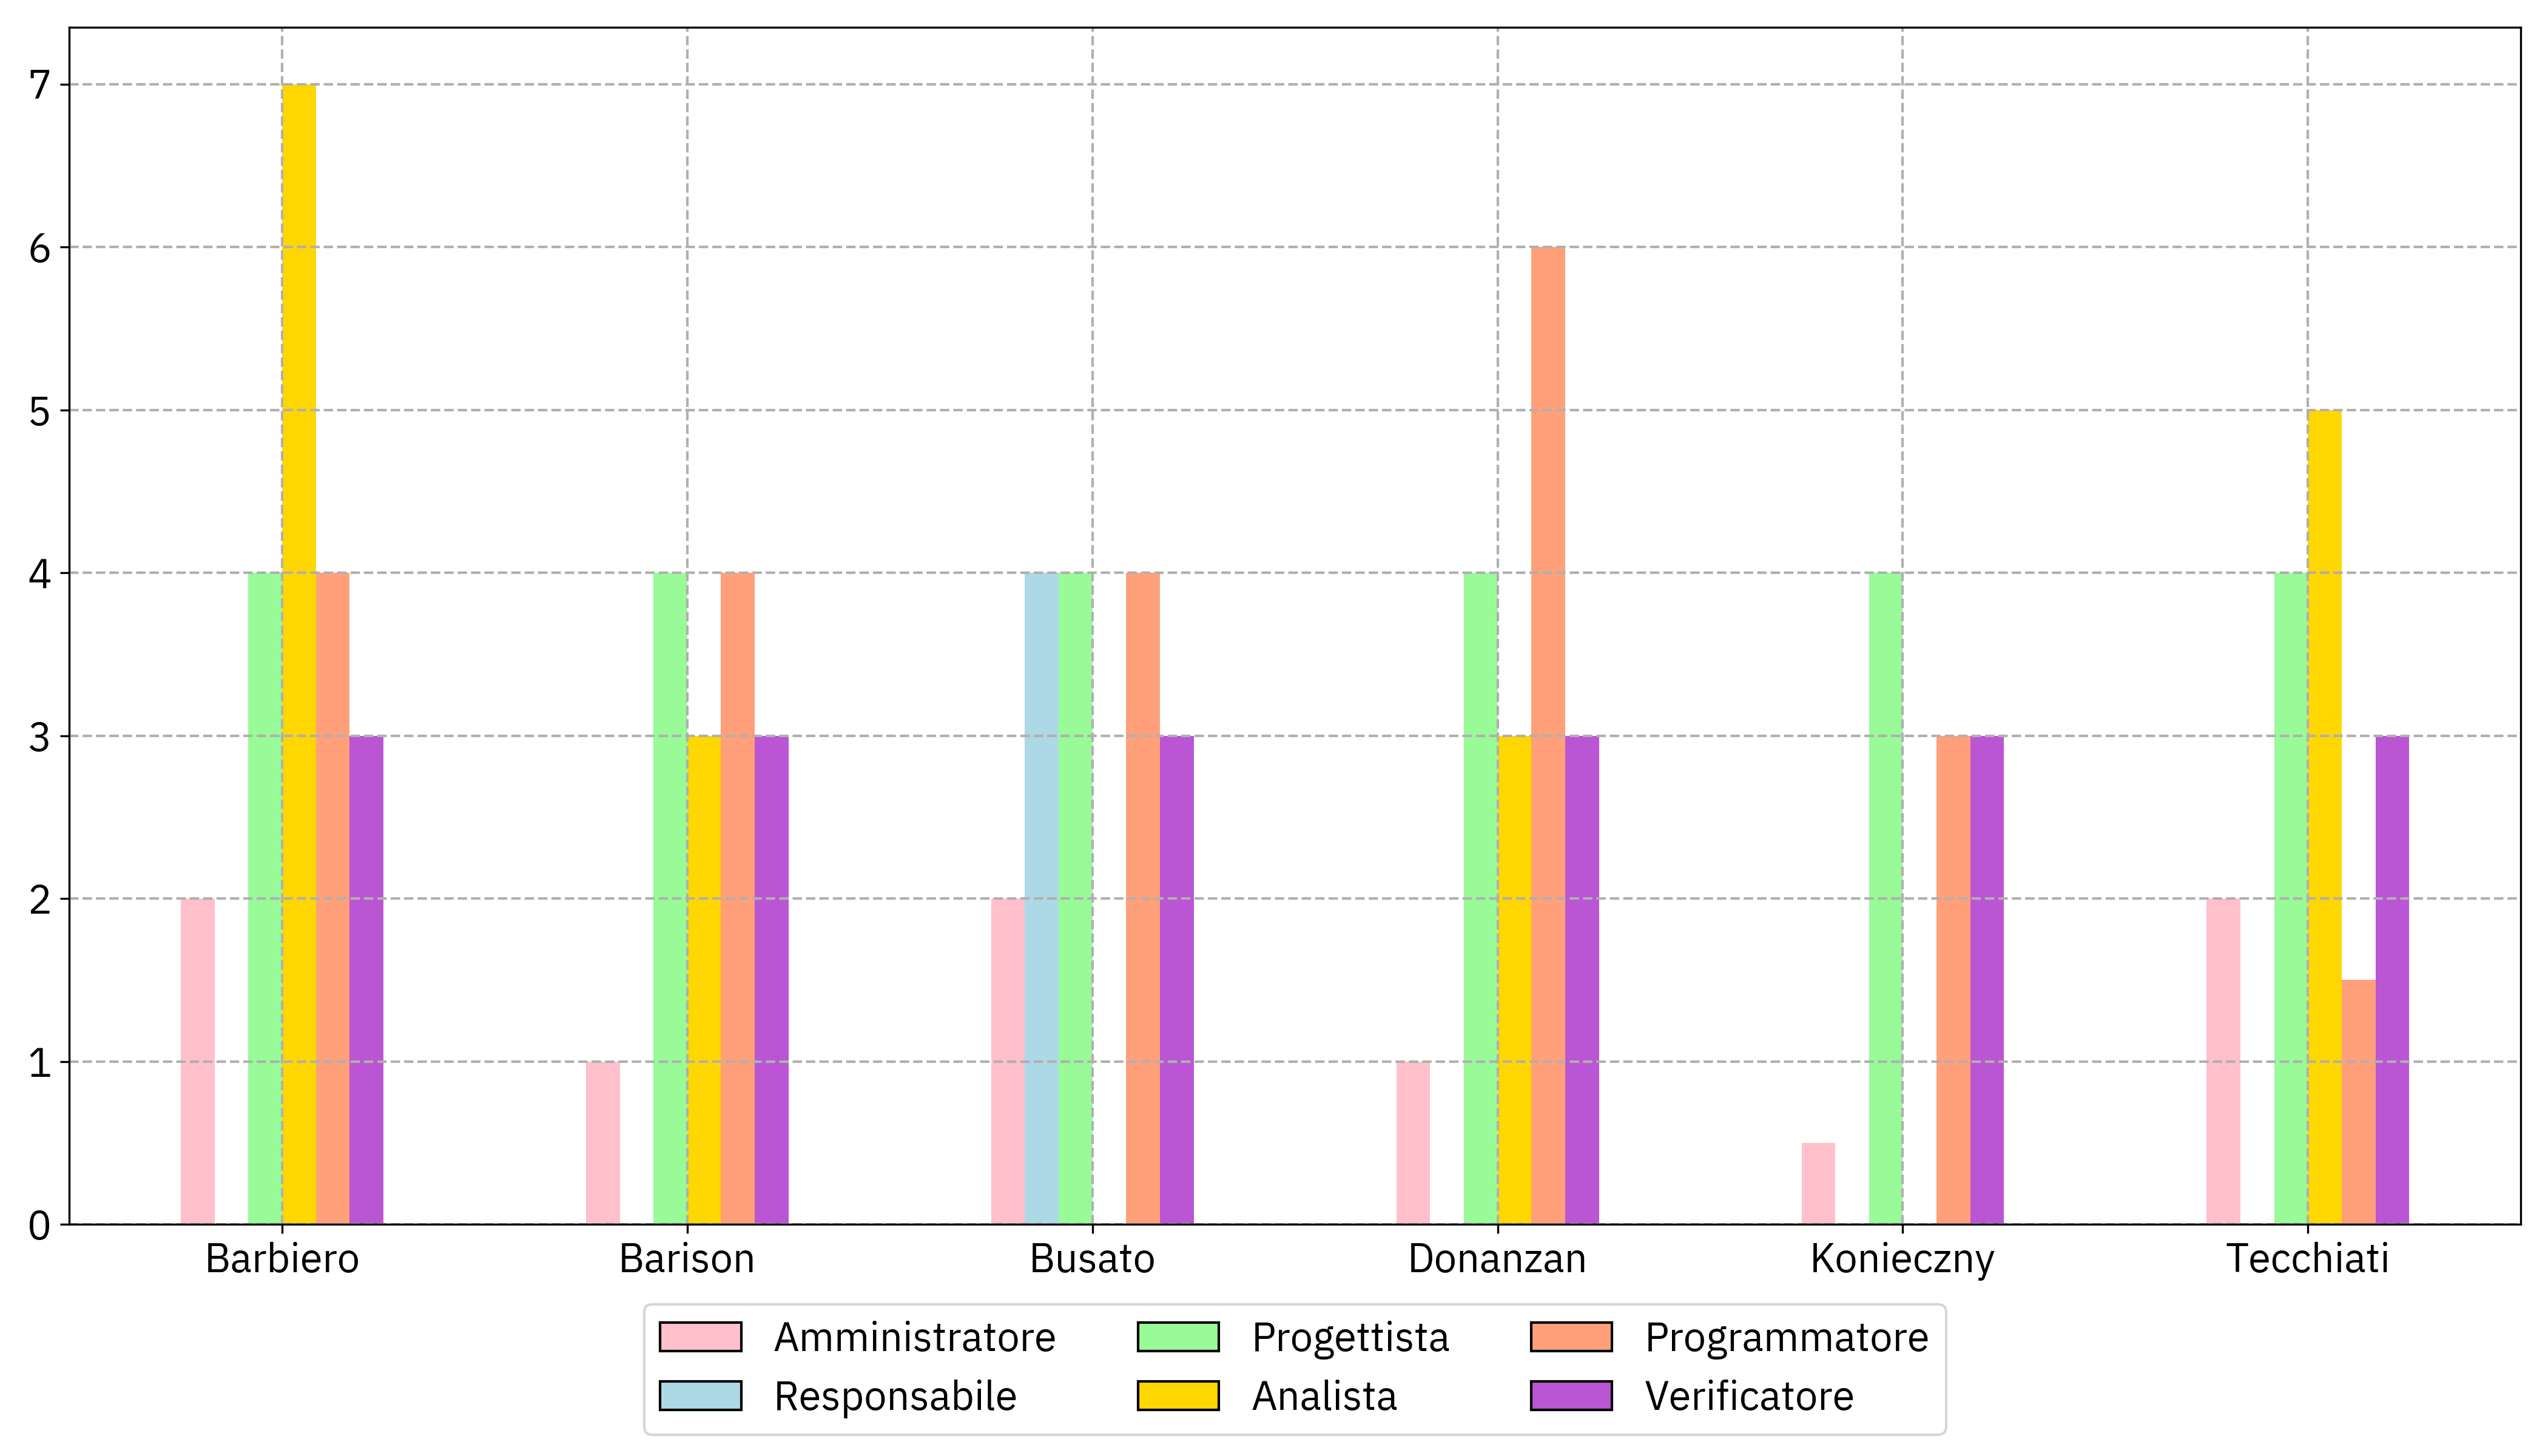 7
6
5
4
3
2
1
0
Barbiero Barison Busato Donanzan Konieczny Tecchiati
Amministratore Progettista Programmatore
Responsabile Analista Verificatore